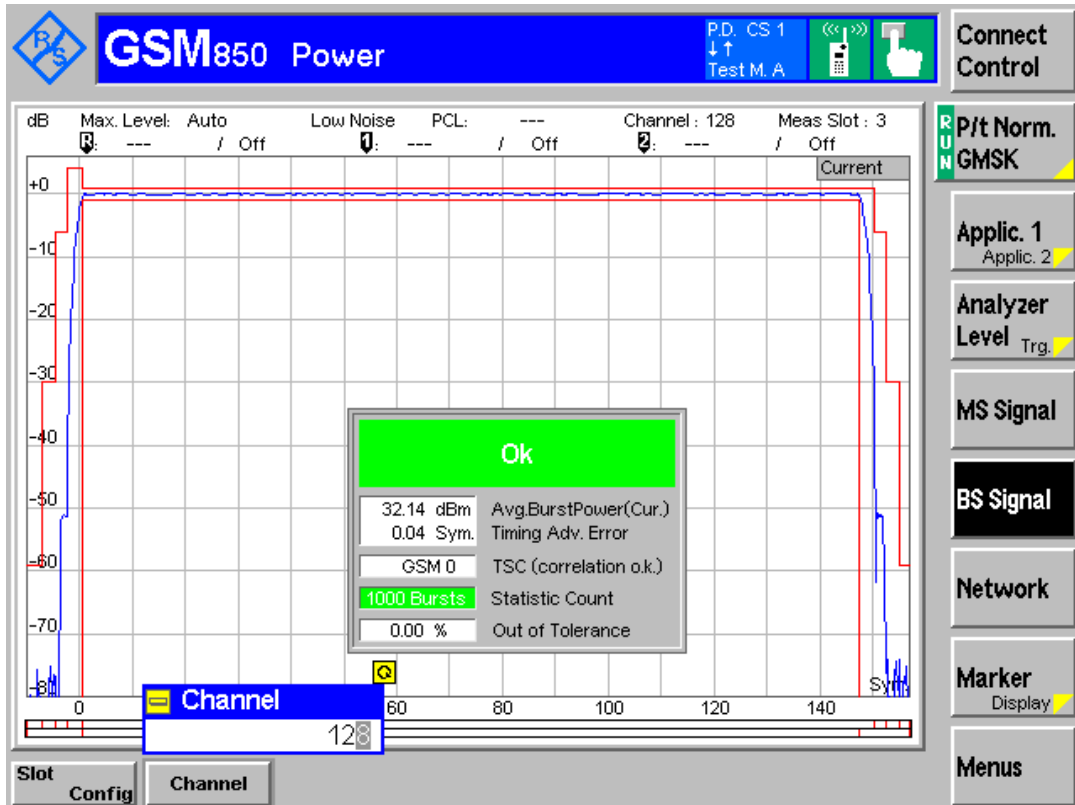 R/S
GSM850 Power
P.D. CS 1
Test M. A
Connect Control
dB Max. Level: Auto Low Noise PCL: --- Channel : 128 Meas Slot : 3
R: --- / Off 1: --- / Off 2: --- / Off
Current
RUN
P/t Norm. GMSK
+0
-10
-20
-30
-40
-50
-60
-70
-80
Ok
32.14 dBm Avg.BurstPower(Cur.)
0.04 Sym. Timing Adv. Error
GSM 0 TSC (correlation o.k.)
1000 Bursts Statistic Count
0.00 % Out of Tolerance
Sym
0 60 80 100 120 140
Channel
128
Applic. 1
Applic. 2
Analyzer
Level Trg.
MS Signal
BS Signal
Network
Marker
Display
Menus
Slot
Config
Channel